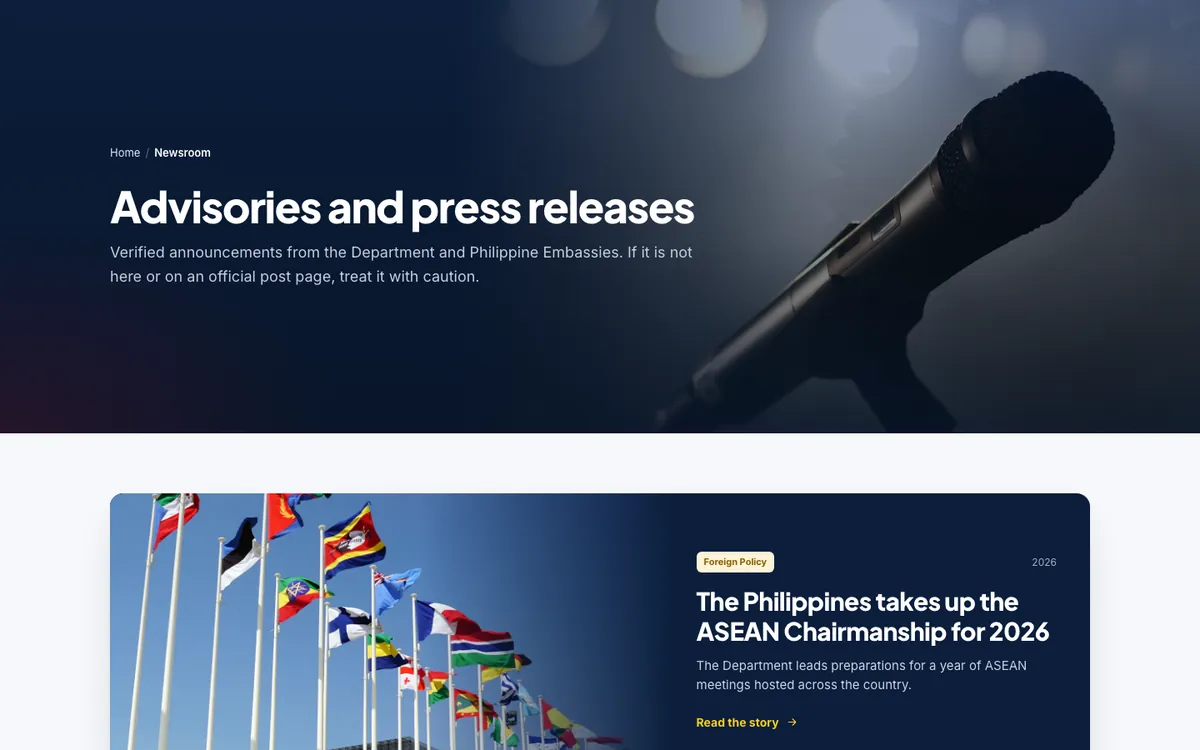 Home / Newsroom
Advisories and press releases
Verified announcements from the Department and Philippine Embassies. If it is not
here or on an official post page, treat it with caution.
Foreign Policy
2026
The Philippines takes up the
ASEAN Chairmanship for 2026
The Department leads preparations for a year of ASEAN
meetings hosted across the country.
Read the story →